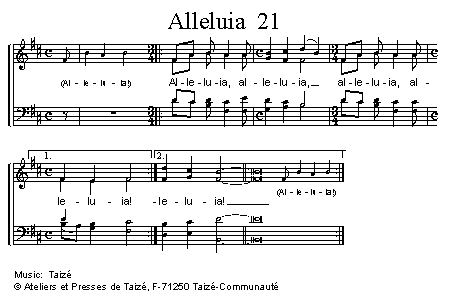 Alleluia 21
(Al- le - lu - ia!)
Al - le - lu - ia, al - le - lu - ia, al - le - lu - ia, al -
1. 2.
le - lu - ia! le - lu - ia! (Al - le - lu - ia!)
Music: Taizé
© Ateliers et Presses de Taizé, F-71250 Taizé-Communauté